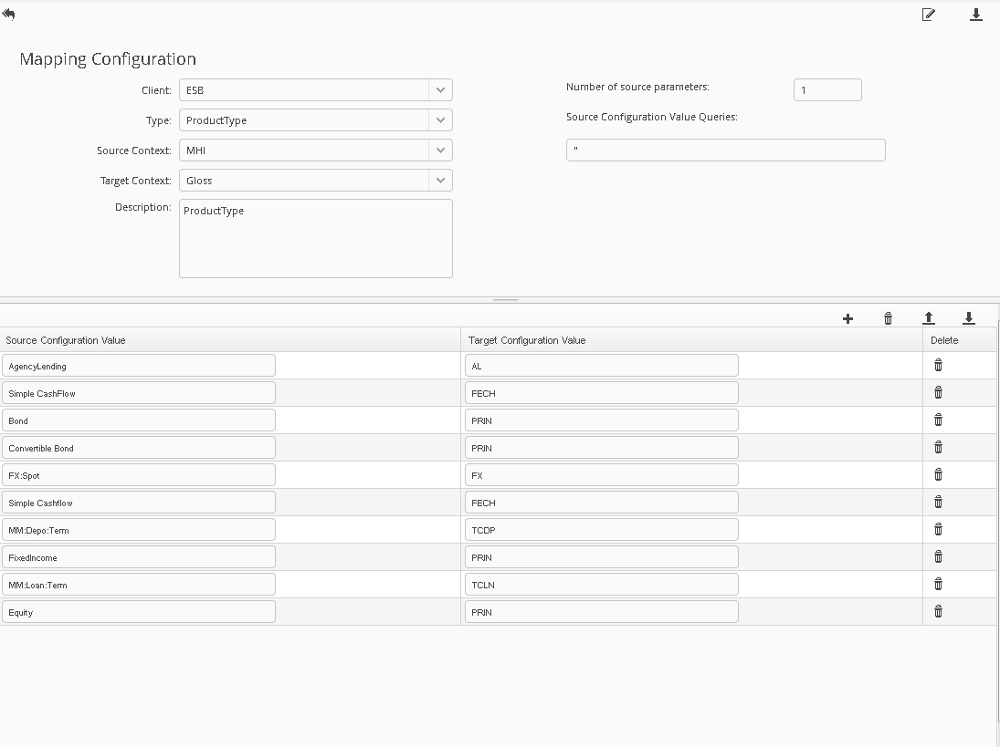 Mapping Configuration
Client: ESB
Type: ProductType
Source Context: MHI
Target Context: Gloss
Description: ProductType
Number of source parameters: 1
Source Configuration Value Queries:
"
Source Configuration Value Target Configuration Value Delete
AgencyLending AL
Simple CashFlow FECH
Bond PRIN
Convertible Bond PRIN
FX:Spot FX
Simple Cashflow FECH
MM:Depo:Term TCDP
FixedIncome PRIN
MM:Loan:Term TCLN
Equity PRIN